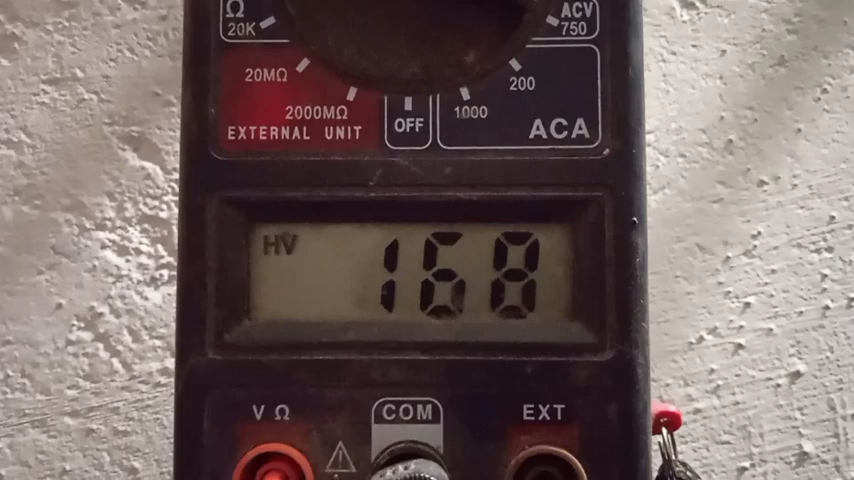 Ω ACV
20K 750
20MΩ 200
2000MΩ OFF 1000
EXTERNAL UNIT ACA
HV 168
V Ω COM EXT